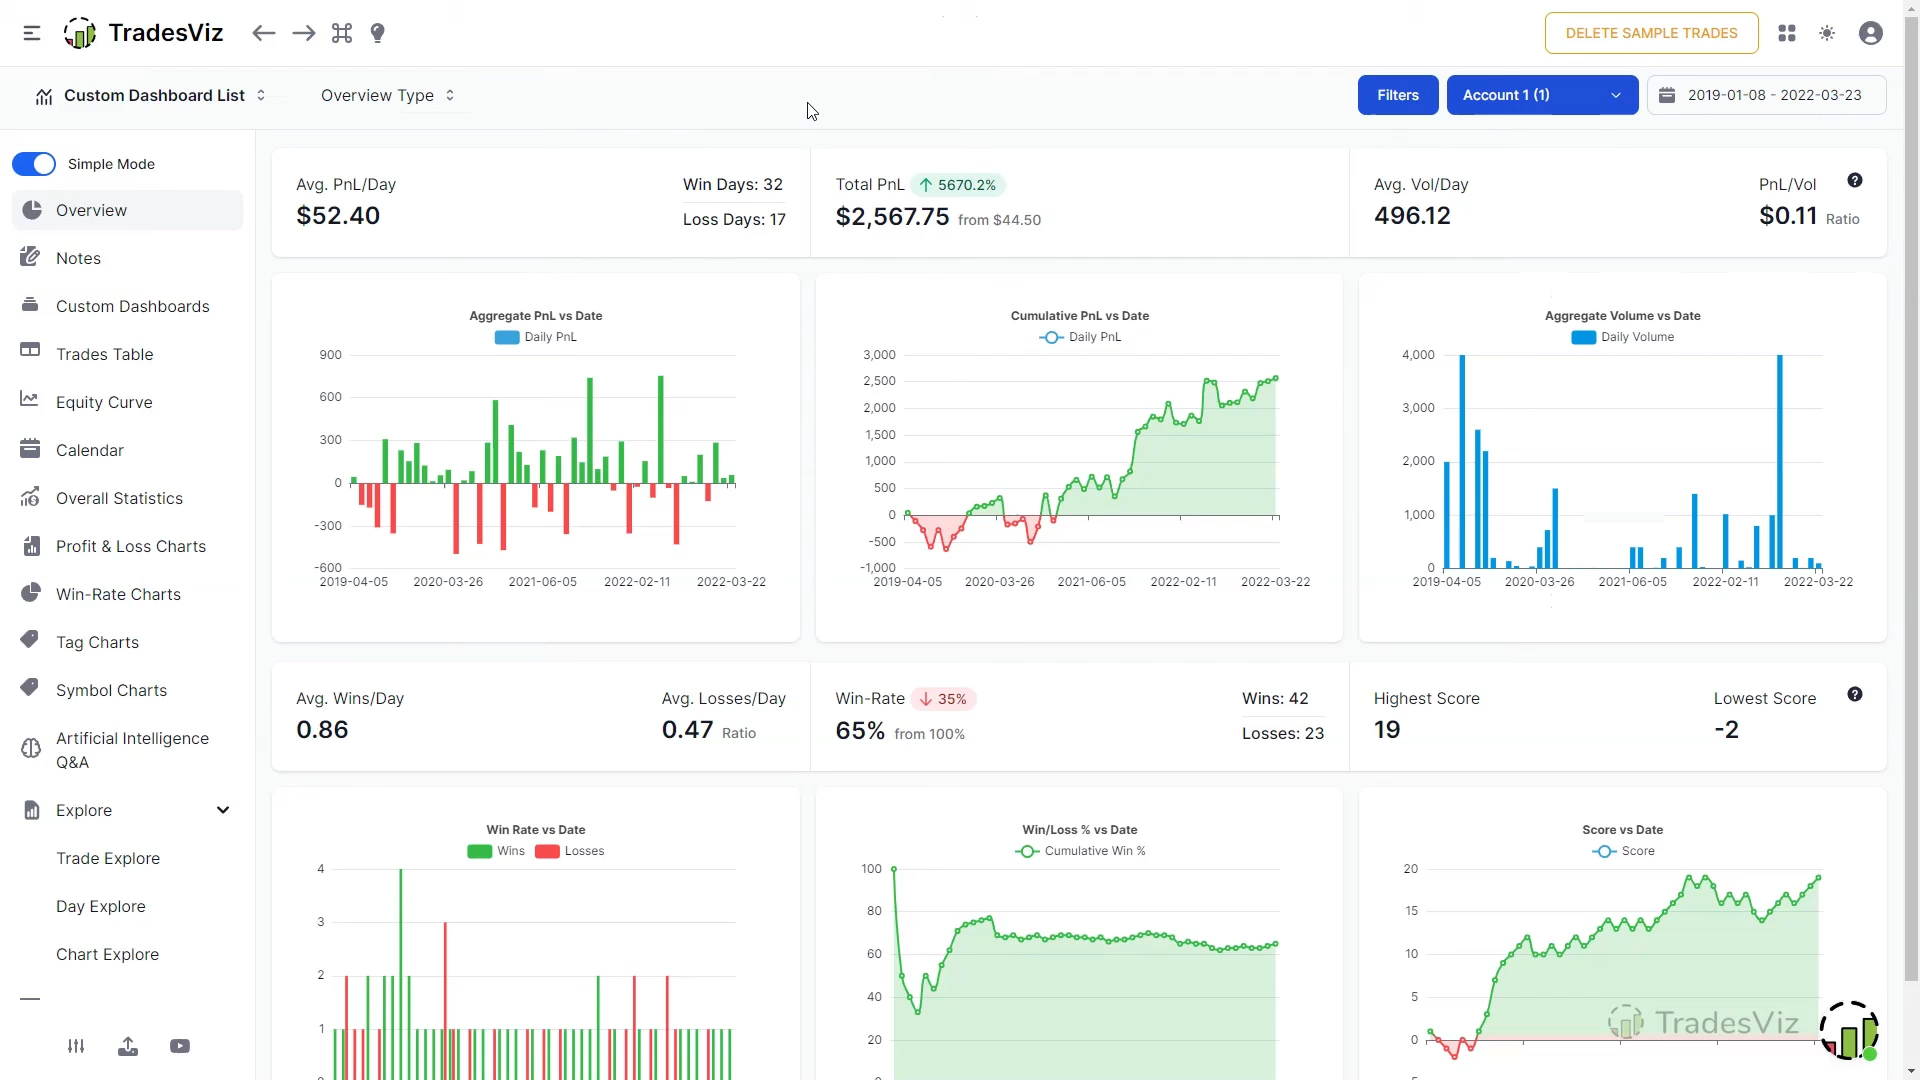 TradesViz
DELETE SAMPLE TRADES
Custom Dashboard List
Overview Type
Filters
Account 1 (1)
2019-01-08 - 2022-03-23
Simple Mode
Overview
Notes
Custom Dashboards
Trades Table
Equity Curve
Calendar
Overall Statistics
Profit & Loss Charts
Win-Rate Charts
Tag Charts
Symbol Charts
Artificial Intelligence
Q&A
Explore
Trade Explore
Day Explore
Chart Explore
Avg. PnL/Day
$52.40
Win Days: 32
Loss Days: 17
Total PnL 5670.2%
$2,567.75 from $44.50
Avg. Vol/Day
496.12
PnL/Vol
$0.11 Ratio
Aggregate PnL vs Date
Daily PnL
900
600
300
0
-300
-600
2019-04-05 2020-03-26 2021-06-05 2022-02-11 2022-03-22
Cumulative PnL vs Date
Daily PnL
3,000
2,500
2,000
1,500
1,000
500
0
-500
-1,000
2019-04-05 2020-03-26 2021-06-05 2022-02-11 2022-03-22
Aggregate Volume vs Date
Daily Volume
4,000
3,000
2,000
1,000
0
2019-04-05 2020-03-26 2021-06-05 2022-02-11 2022-03-22
Avg. Wins/Day
0.86
Avg. Losses/Day
0.47 Ratio
Win-Rate 35%
65% from 100%
Wins: 42
Losses: 23
Highest Score
19
Lowest Score
-2
Win Rate vs Date
Wins Losses
4
3
2
1
Win/Loss % vs Date
Cumulative Win %
100
80
60
40
20
Score vs Date
Score
20
15
10
5
0
TradesViz